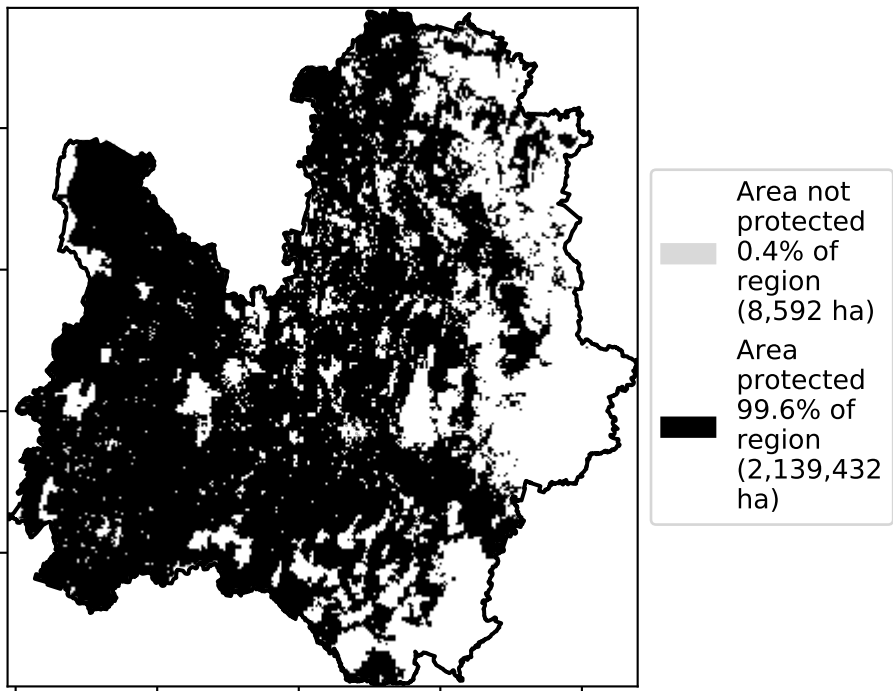 Area not
protected
0.4% of
region
(8,592 ha)
Area
protected
99.6% of
region
(2,139,432
ha)